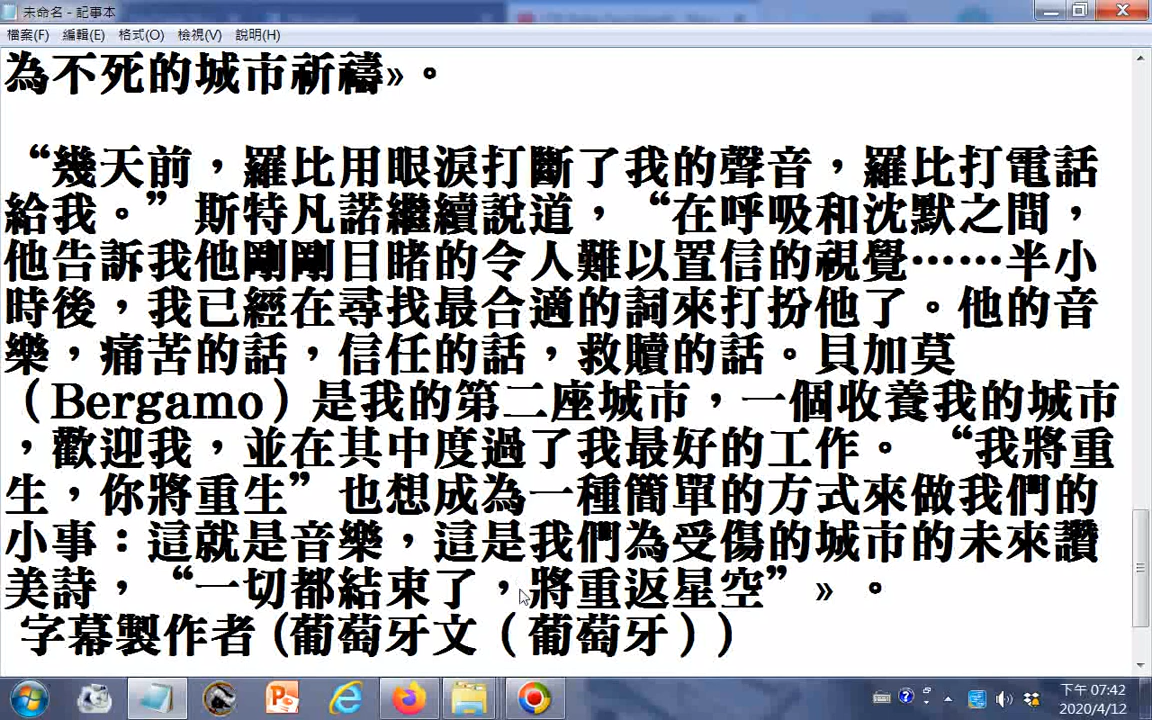 未命名 - 記事本
檔案(F) 編輯(E) 格式(O) 檢視(V) 說明(H)
為不死的城市祈禱»。
“幾天前，羅比用眼淚打斷了我的聲音，羅比打電話
給我。”斯特凡諾繼續說道，“在呼吸和沈默之間，
他告訴我他剛剛目睹的令人難以置信的視覺……半小
時後，我已經在尋找最合適的詞來打扮他了。他的音
樂，痛苦的話，信任的話，救贖的話。貝加莫
（Bergamo）是我的第二座城市，一個收養我的城市
，歡迎我，並在其中度過了我最好的工作。 “我將重
生，你將重生”也想成為一種簡單的方式來做我們的
小事：這就是音樂，這是我們為受傷的城市的未來讚
美詩，“一切都結束了，將重返星空”»。
字幕製作者 (葡萄牙文（葡萄牙）)
下午 07:42
2020/4/12